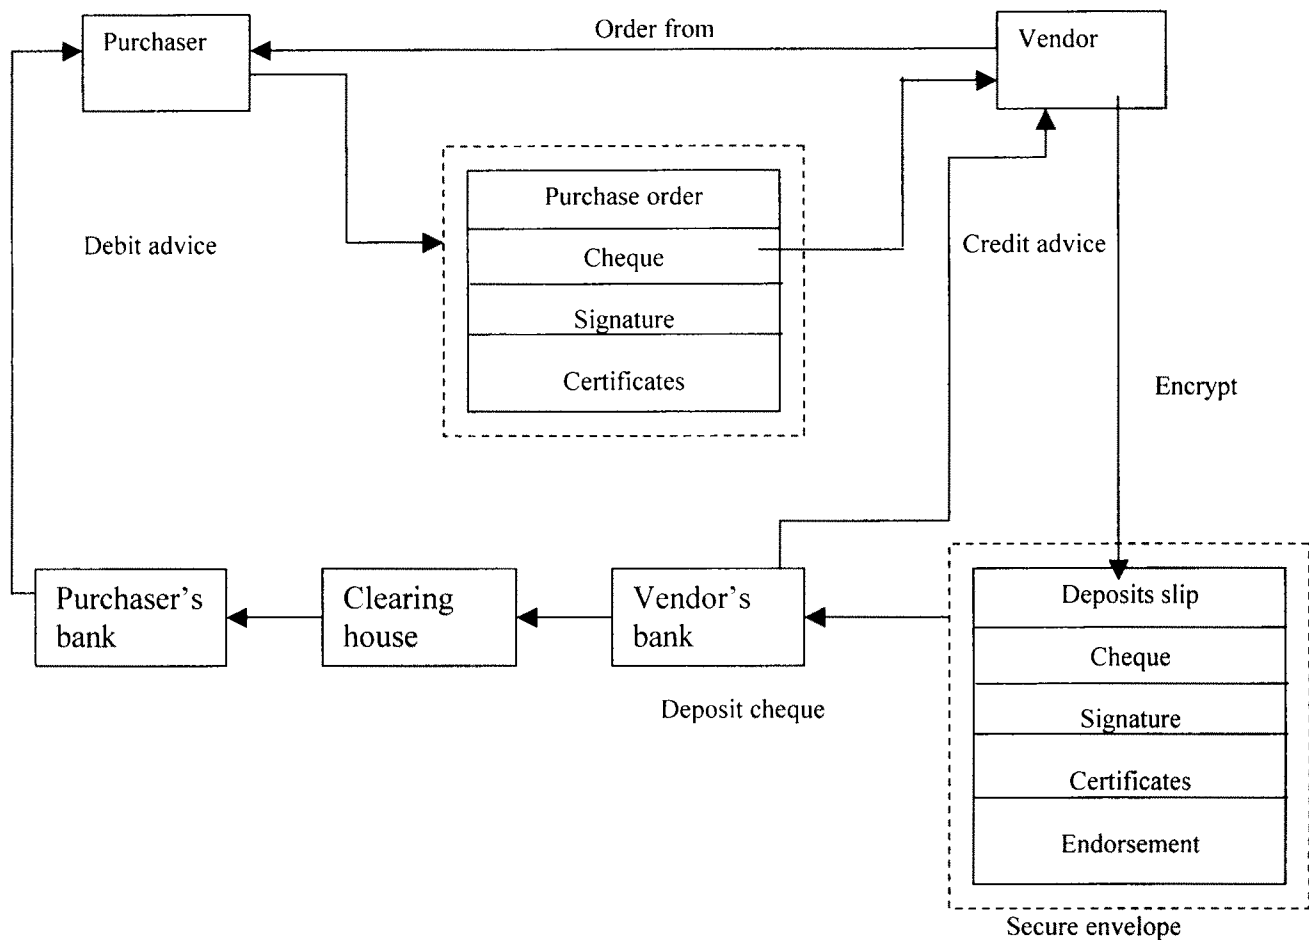 Purchaser
Order from
Vendor
Purchase order
Cheque
Signature
Certificates
Debit advice
Credit advice
Encrypt
Purchaser's
bank
Clearing
house
Vendor's
bank
Deposit cheque
Deposits slip
Cheque
Signature
Certificates
Endorsement
Secure envelope